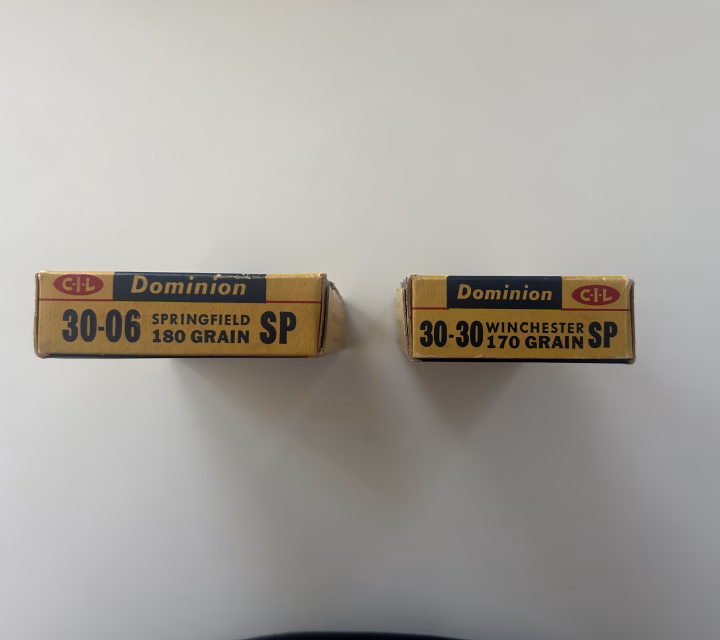 C-I-L Dominion
30-06 SPRINGFIELD 180 GRAIN SP
Dominion C-I-L
30-30 WINCHESTER 170 GRAIN SP